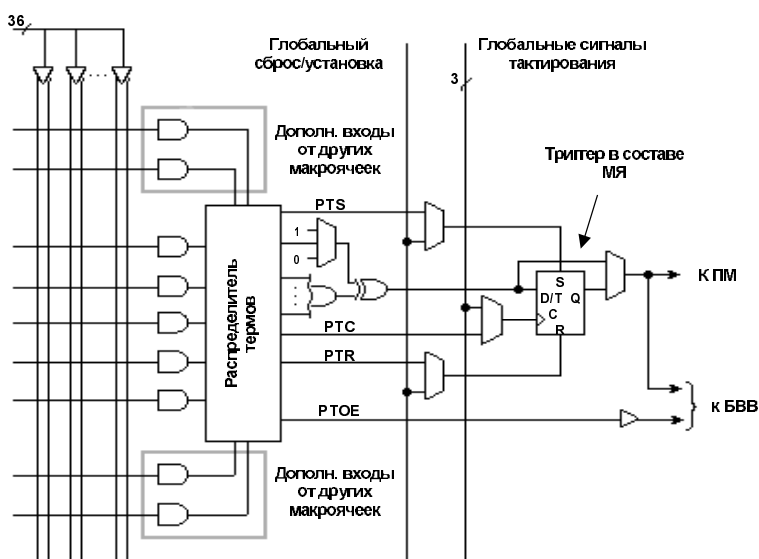 36
Глобальный
сброс/установка
Глобальные сигналы
тактирования
3
Дополн. входы
от других
макроячеек
Триггер в составе
МЯ
PTS
1
0
Распределитель
термов
S
D/T Q
C
R
К ПМ
PTC
PTR
PTOE
к БВВ
Дополн. входы
от других
макроячеек